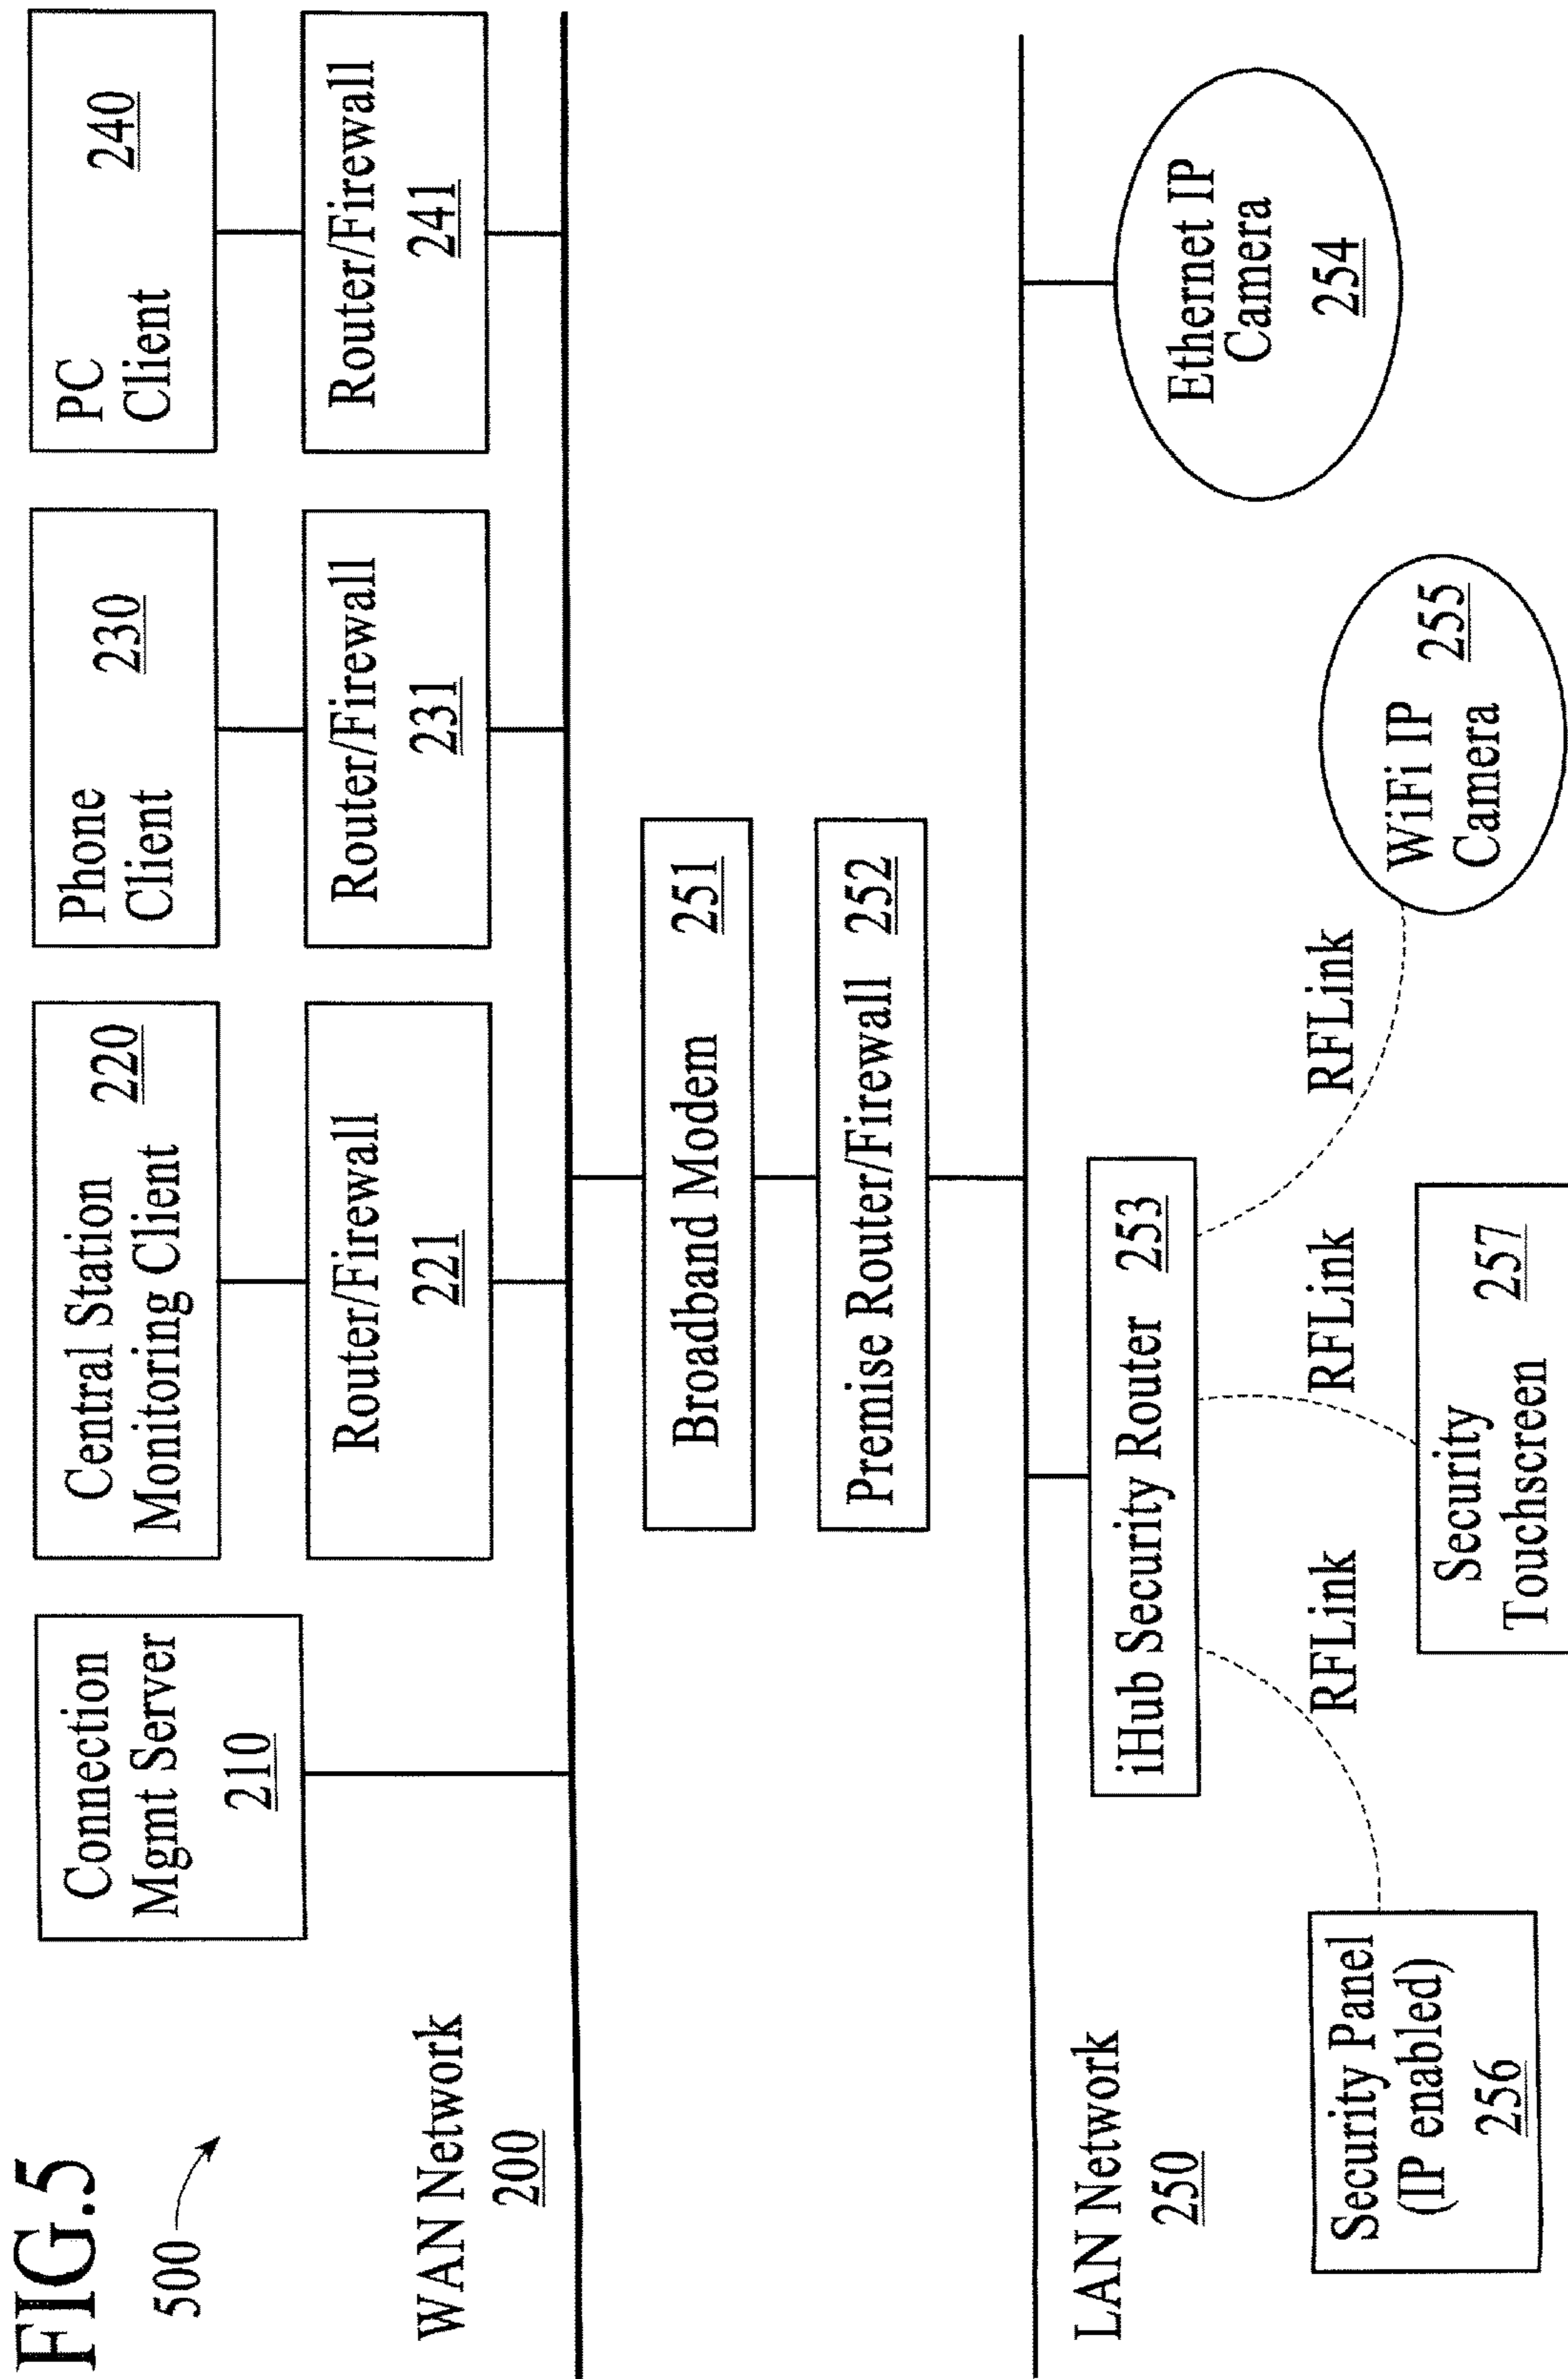 FIG.5
500
Connection
Mgmt Server
210
Central Station
Monitoring Client
220
Phone
Client
230
PC
Client
240
Router/Firewall
221
Router/Firewall
231
Router/Firewall
241
WAN Network
200
Broadband Modem 251
Premise Router/Firewall 252
LAN Network
250
iHub Security Router 253
RFLink
RFLink
RFLink
Security Panel
(IP enabled)
256
Security
Touchscreen
257
WiFi IP
Camera
255
Ethernet IP
Camera
254